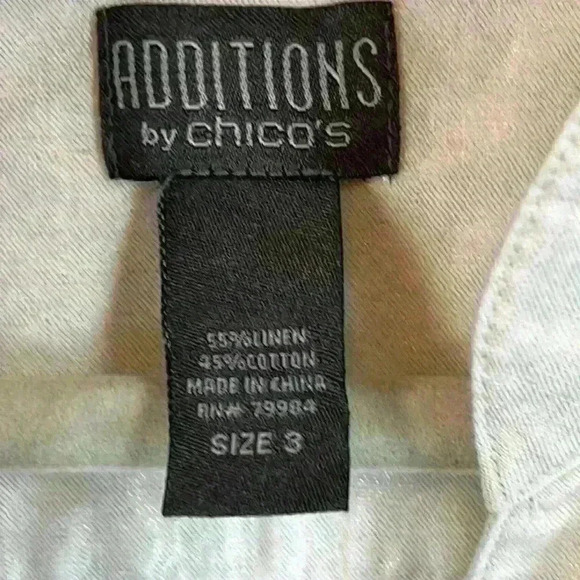 ADDITIONS
by chico's
55%LINEN
45%COTTON
MADE IN CHINA
RN# 79984
SIZE 3